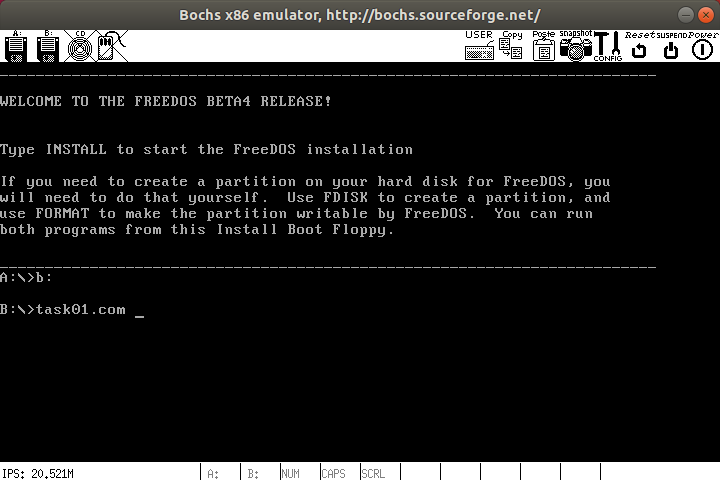 Bochs x86 emulator, http://bochs.sourceforge.net/
A: B: CD USER Copy Paste snapshot CONFIG Reset SUSPEND Power
WELCOME TO THE FREEDOS BETA4 RELEASE!
Type INSTALL to start the FreeDOS installation
If you need to create a partition on your hard disk for FreeDOS, you
will need to do that yourself.  Use FDISK to create a partition, and
use FORMAT to make the partition writable by FreeDOS.  You can run
both programs from this Install Boot Floppy.
A:\>b:
B:\>task01.com _
IPS: 20.521M A: B: NUM CAPS SCRL